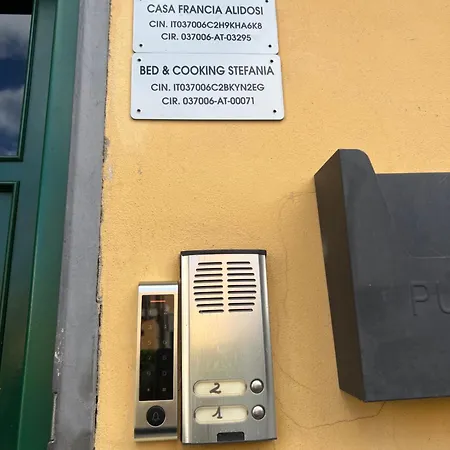 CASA FRANCIA ALIDOSI
CIN. IT037006C2H9KHA6K8
CIR. 037006-AT-03295
BED & COOKING STEFANIA
CIN. IT037006C2BKYN2EG
CIR. 037006-AT-00071
PU
2
1